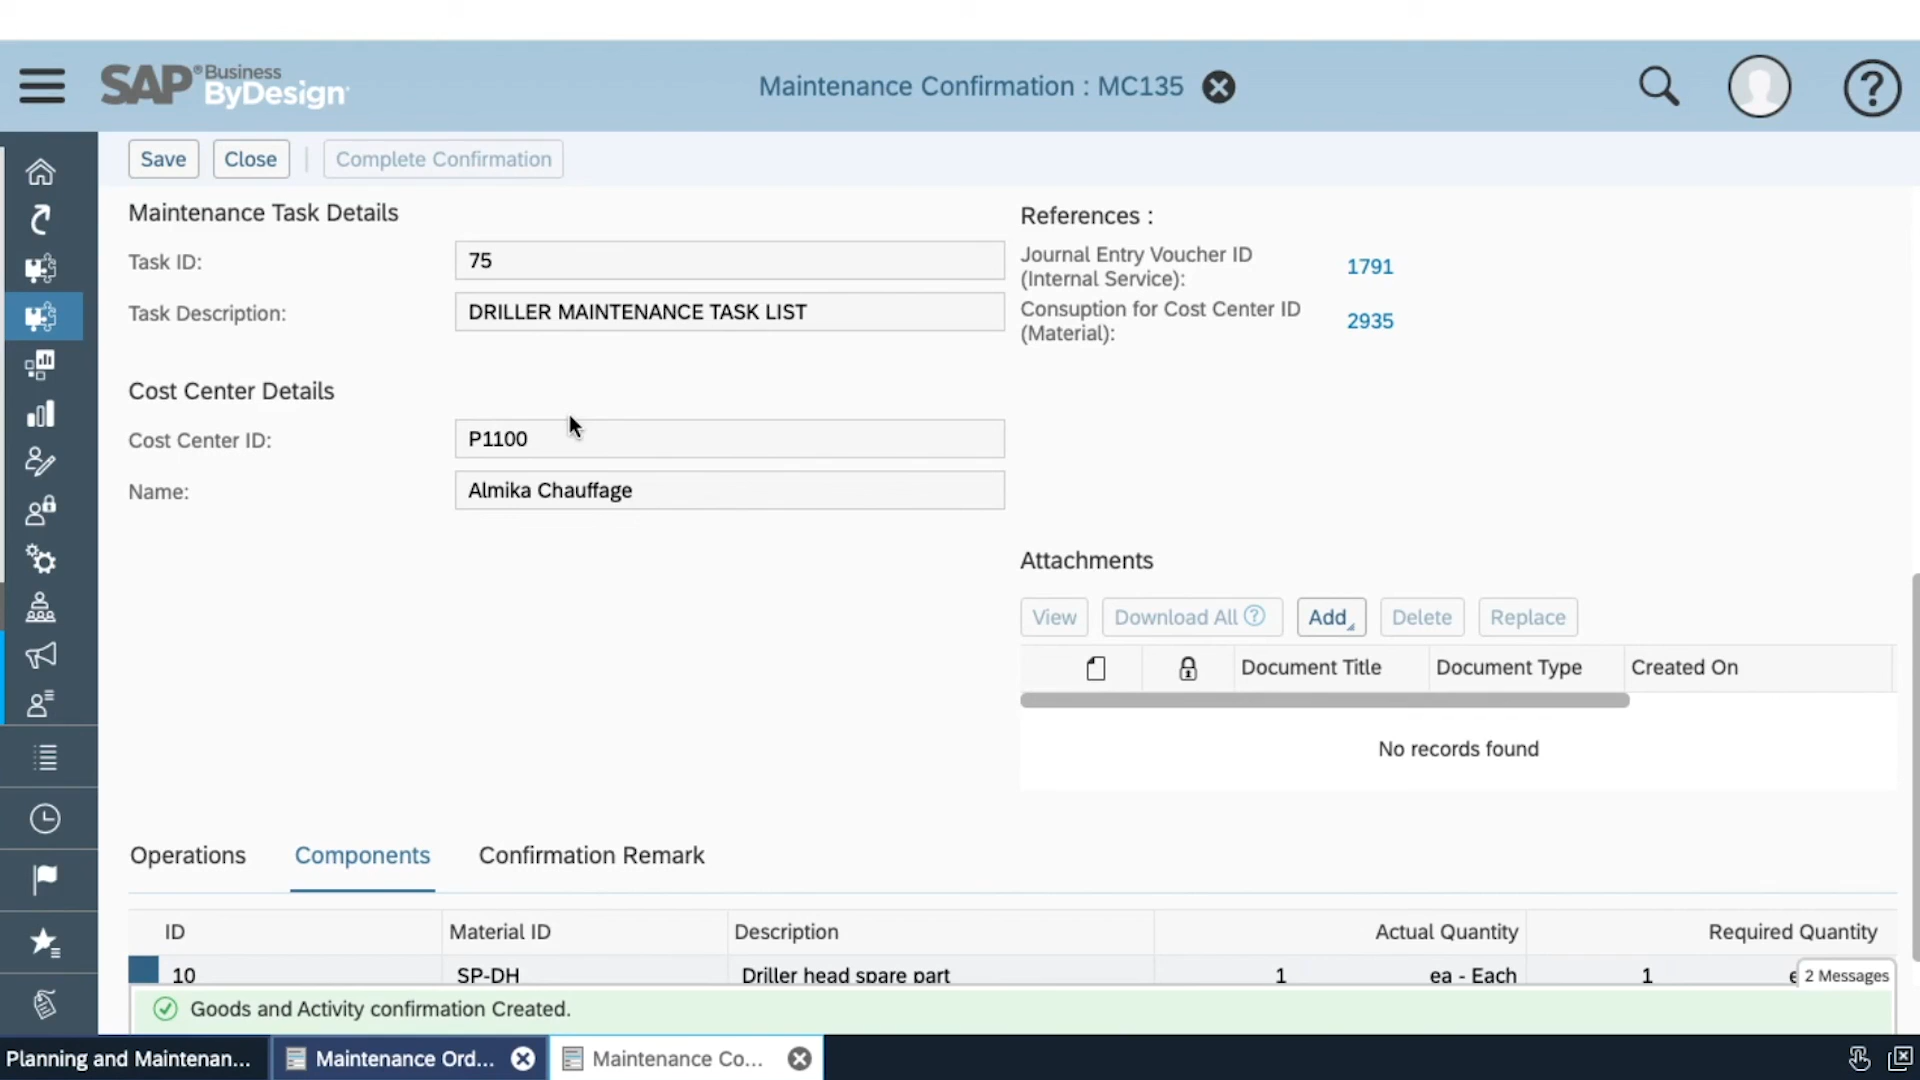 SAP® Business ByDesign
Maintenance Confirmation : MC135
Save Close Complete Confirmation
Maintenance Task Details
Task ID: 75
Task Description: DRILLER MAINTENANCE TASK LIST
Cost Center Details
Cost Center ID: P1100
Name: Almika Chauffage
References :
Journal Entry Voucher ID
(Internal Service): 1791
Consuption for Cost Center ID
(Material): 2935
Attachments
View Download All Add Delete Replace
Document Title Document Type Created On
No records found
Operations Components Confirmation Remark
ID Material ID Description Actual Quantity Required Quantity
10 SP-DH Driller head spare part 1 ea - Each 1
2 Messages
Goods and Activity confirmation Created.
Planning and Maintenan... Maintenance Ord... Maintenance Co...